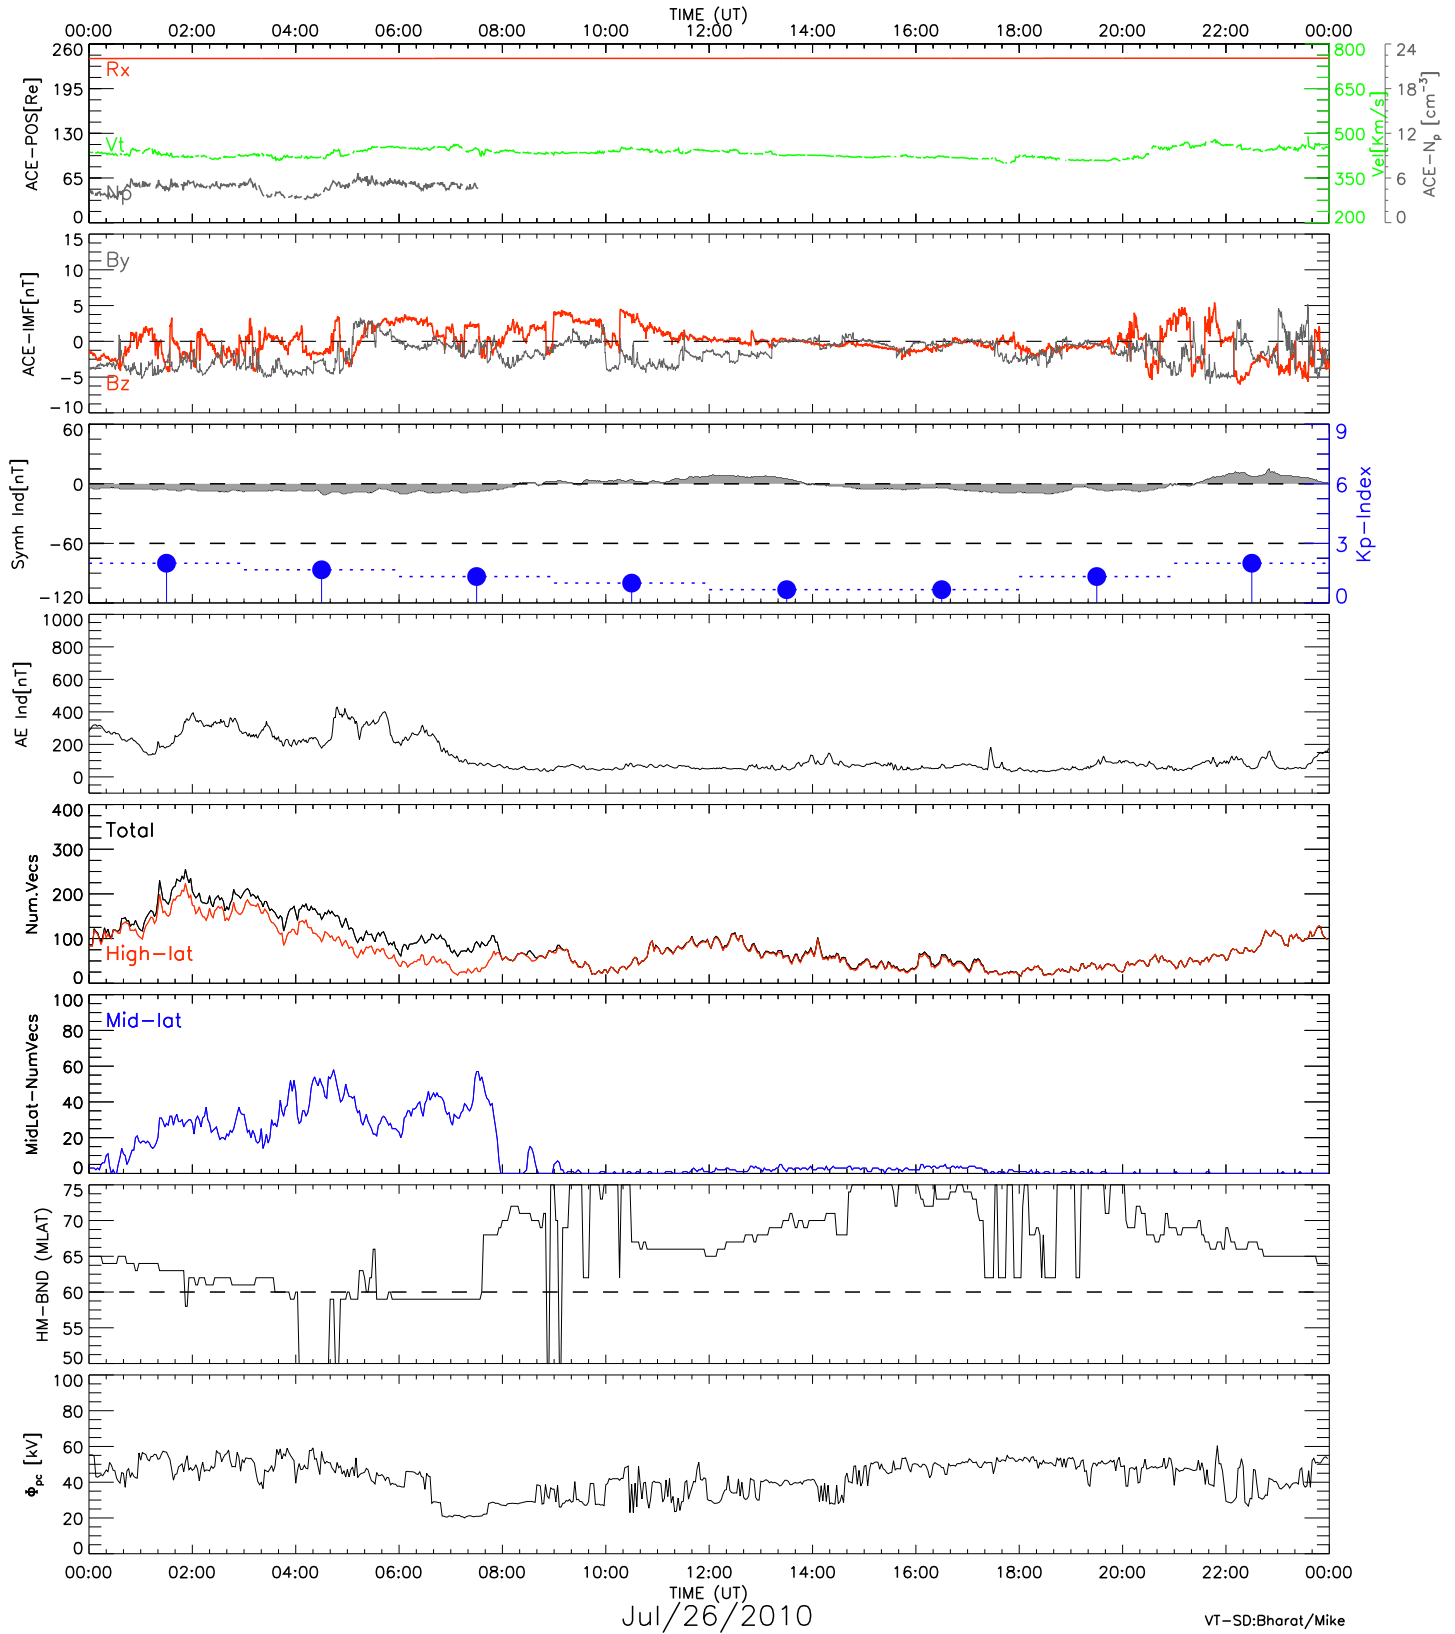 TIME (UT)
00:00 02:00 04:00 06:00 08:00 10:00 12:00 14:00 16:00 18:00 20:00 22:00 00:00
ACE-POS[Re]
260
195
130
65
0
Rx
Vt
Np
800
650
500
350
200
Vel[Km/s]
24
18
12
6
0
ACE-Np [cm-3]
ACE-IMF[nT]
15
10
5
0
-5
-10
By
Bz
Symh Ind[nT]
60
0
-60
-120
9
6
3
0
Kp-Index
AE Ind[nT]
1000
800
600
400
200
0
Num.Vecs
400
300
200
100
0
Total
High-lat
MidLat-NumVecs
100
80
60
40
20
0
Mid-lat
HM-BND (MLAT)
75
70
65
60
55
50
Φpc [kV]
100
80
60
40
20
0
00:00 02:00 04:00 06:00 08:00 10:00 12:00 14:00 16:00 18:00 20:00 22:00 00:00
TIME (UT)
Jul/26/2010
VT-SD:Bharat/Mike